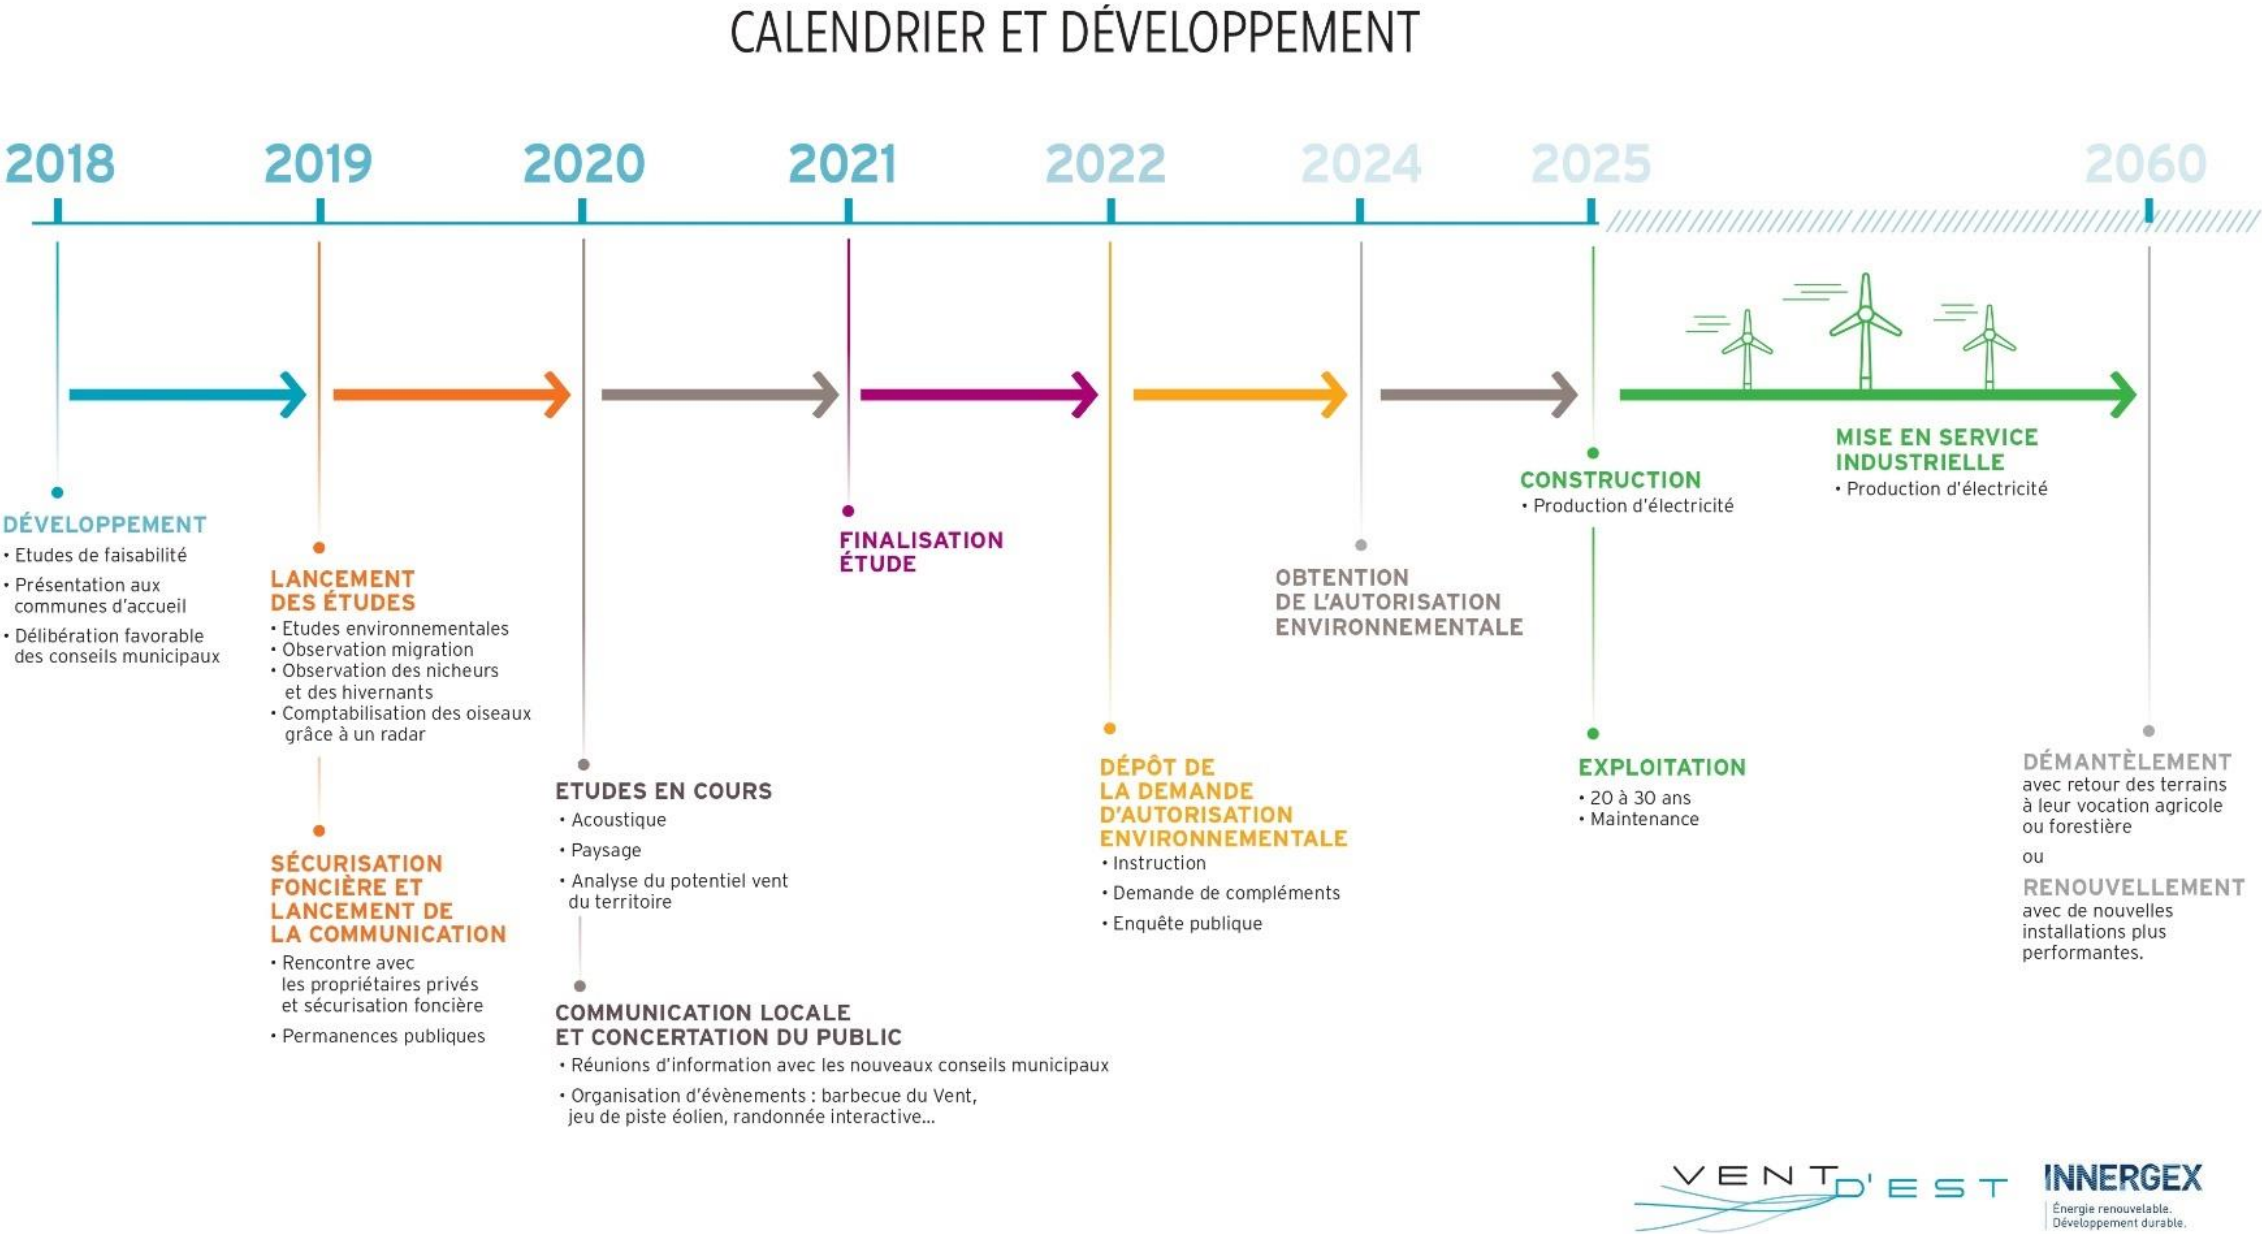 CALENDRIER ET DÉVELOPPEMENT
2018
2019
2020
2021
2022
2024
2025
2060
DÉVELOPPEMENT
• Etudes de faisabilité
• Présentation aux
communes d'accueil
• Délibération favorable
des conseils municipaux
LANCEMENT
DES ÉTUDES
• Etudes environnementales
• Observation migration
• Observation des nicheurs
et des hivernants
• Comptabilisation des oiseaux
grâce à un radar
SÉCURISATION
FONCIÈRE ET
LANCEMENT DE
LA COMMUNICATION
• Rencontre avec
les propriétaires privés
et sécurisation foncière
• Permanences publiques
ETUDES EN COURS
• Acoustique
• Paysage
• Analyse du potentiel vent
du territoire
COMMUNICATION LOCALE
ET CONCERTATION DU PUBLIC
• Réunions d'information avec les nouveaux conseils municipaux
• Organisation d'évènements : barbecue du Vent,
jeu de piste éolien, randonnée interactive...
FINALISATION
ÉTUDE
DÉPÔT DE
LA DEMANDE
D'AUTORISATION
ENVIRONNEMENTALE
• Instruction
• Demande de compléments
• Enquête publique
OBTENTION
DE L'AUTORISATION
ENVIRONNEMENTALE
CONSTRUCTION
• Production d'électricité
EXPLOITATION
• 20 à 30 ans
• Maintenance
MISE EN SERVICE
INDUSTRIELLE
• Production d'électricité
DÉMANTÈLEMENT
avec retour des terrains
à leur vocation agricole
ou forestière
ou
RENOUVELLEMENT
avec de nouvelles
installations plus
performantes.
VENT D'EST
INNERGEX
Énergie renouvelable.
Développement durable.